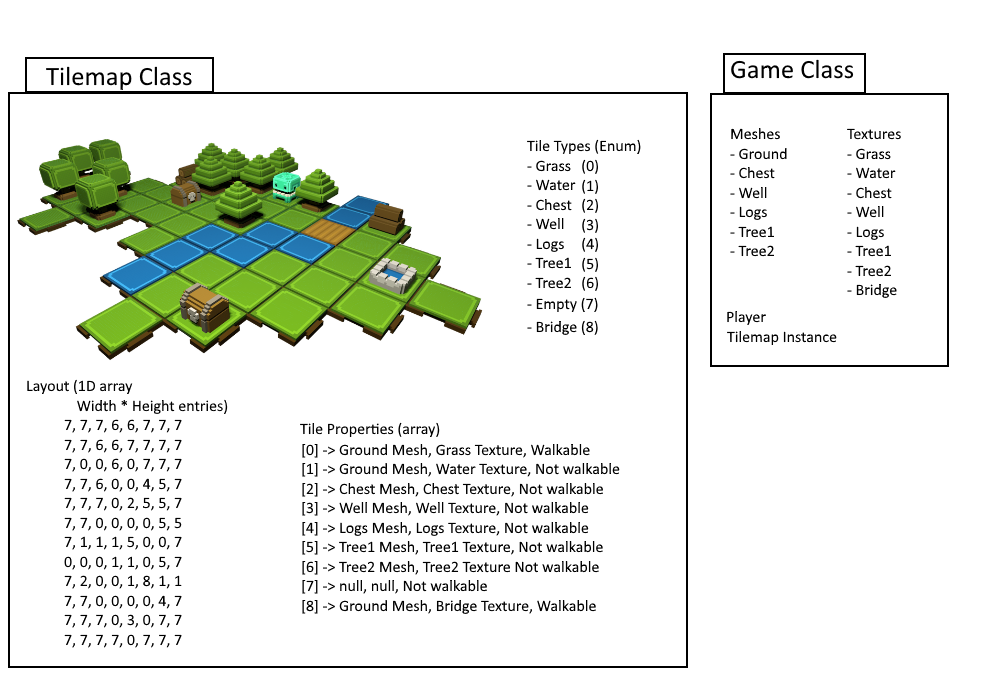 Tilemap Class
Tile Types (Enum)
- Grass (0)
- Water (1)
- Chest (2)
- Well (3)
- Logs (4)
- Tree1 (5)
- Tree2 (6)
- Empty (7)
- Bridge (8)
Layout (1D array
Width * Height entries)
7, 7, 7, 6, 6, 7, 7, 7
7, 7, 6, 6, 7, 7, 7, 7
7, 0, 0, 6, 0, 7, 7, 7
7, 7, 6, 0, 0, 4, 5, 7
7, 7, 7, 0, 2, 5, 5, 7
7, 7, 0, 0, 0, 0, 5, 5
7, 1, 1, 1, 5, 0, 0, 7
0, 0, 0, 1, 1, 0, 5, 7
7, 2, 0, 0, 1, 8, 1, 1
7, 7, 0, 0, 0, 0, 4, 7
7, 7, 7, 0, 3, 0, 7, 7
7, 7, 7, 7, 0, 7, 7, 7
Tile Properties (array)
[0] -> Ground Mesh, Grass Texture, Walkable
[1] -> Ground Mesh, Water Texture, Not walkable
[2] -> Chest Mesh, Chest Texture, Not walkable
[3] -> Well Mesh, Well Texture, Not walkable
[4] -> Logs Mesh, Logs Texture, Not walkable
[5] -> Tree1 Mesh, Tree1 Texture, Not walkable
[6] -> Tree2 Mesh, Tree2 Texture Not walkable
[7] -> null, null, Not walkable
[8] -> Ground Mesh, Bridge Texture, Walkable
Game Class
Meshes
- Ground
- Chest
- Well
- Logs
- Tree1
- Tree2
Textures
- Grass
- Water
- Chest
- Well
- Logs
- Tree1
- Tree2
- Bridge
Player
Tilemap Instance